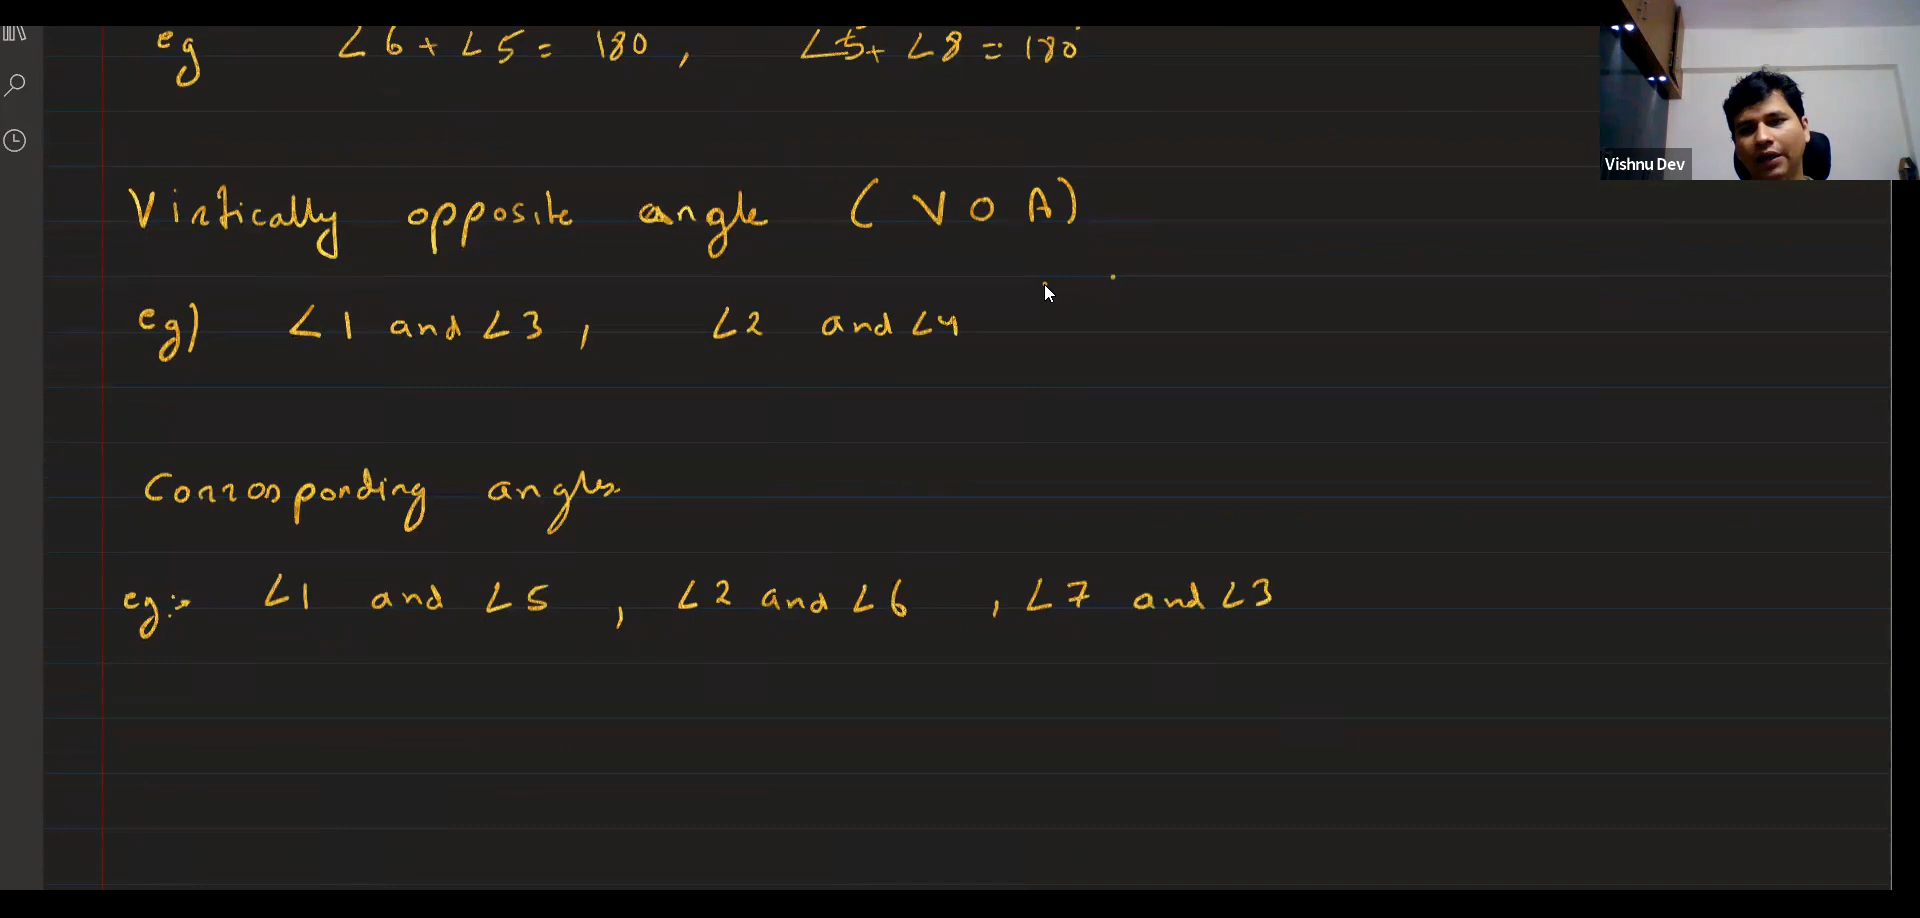 eg ∠6 + ∠5 = 180 , ∠5 + ∠8 = 180°
Vishnu Dev
Virtically opposite angle (VOA)
eg) ∠1 and ∠3 , ∠2 and ∠4
Corrosponding angles
eg:- ∠1 and ∠5 , ∠2 and ∠6 , ∠7 and ∠3